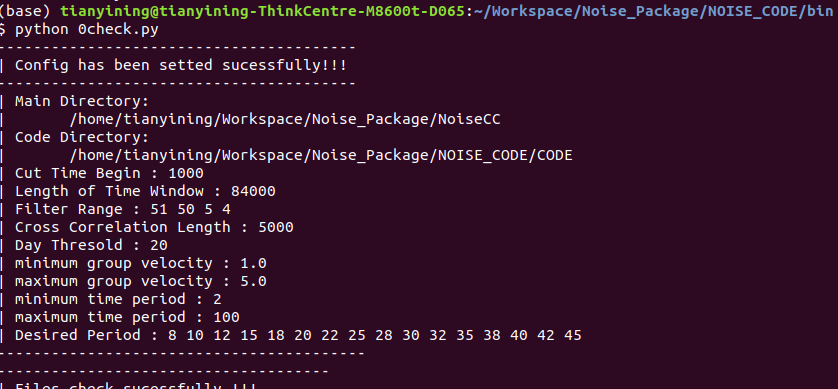 (base) tianyining@tianyining-ThinkCentre-M8600t-D065:~/Workspace/Noise_Package/NOISE_CODE/bin
$ python 0check.py
----------------------------------------
| Config has been setted sucessfully!!!
----------------------------------------
| Main Directory:
|       /home/tianyining/Workspace/Noise_Package/NoiseCC
| Code Directory:
|       /home/tianyining/Workspace/Noise_Package/NOISE_CODE/CODE
| Cut Time Begin : 1000
| Length of Time Window : 84000
| Filter Range : 51 50 5 4
| Cross Correlation Length : 5000
| Day Thresold : 20
| minimum group velocity : 1.0
| maximum group velocity : 5.0
| minimum time period : 2
| maximum time period : 100
| Desired Period : 8 10 12 15 18 20 22 25 28 30 32 35 38 40 42 45
-----------------------------------------
-------------------------------------
| Files check sucessfully !!!